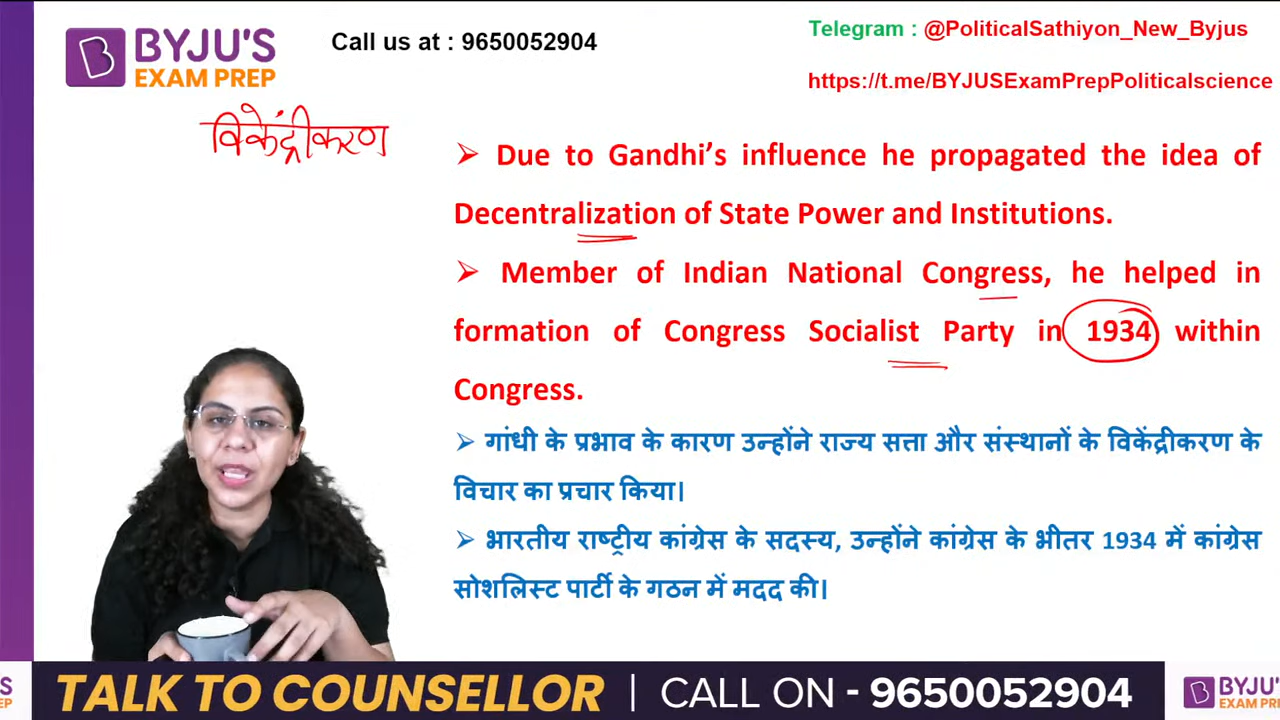 BYJU'S
EXAM PREP
Call us at : 9650052904
Telegram : @PoliticalSathiyon_New_Byjus
https://t.me/BYJUSExamPrepPoliticalscience
विकेंद्रीकरण
➢ Due to Gandhi's influence he propagated the idea of
Decentralization of State Power and Institutions.
➢ Member of Indian National Congress, he helped in
formation of Congress Socialist Party in 1934 within
Congress.
➢ गांधी के प्रभाव के कारण उन्होंने राज्य सत्ता और संस्थानों के विकेंद्रीकरण के
विचार का प्रचार किया।
➢ भारतीय राष्ट्रीय कांग्रेस के सदस्य, उन्होंने कांग्रेस के भीतर 1934 में कांग्रेस
सोशलिस्ट पार्टी के गठन में मदद की।
TALK TO COUNSELLOR | CALL ON - 9650052904
BYJU
EXAM PRE